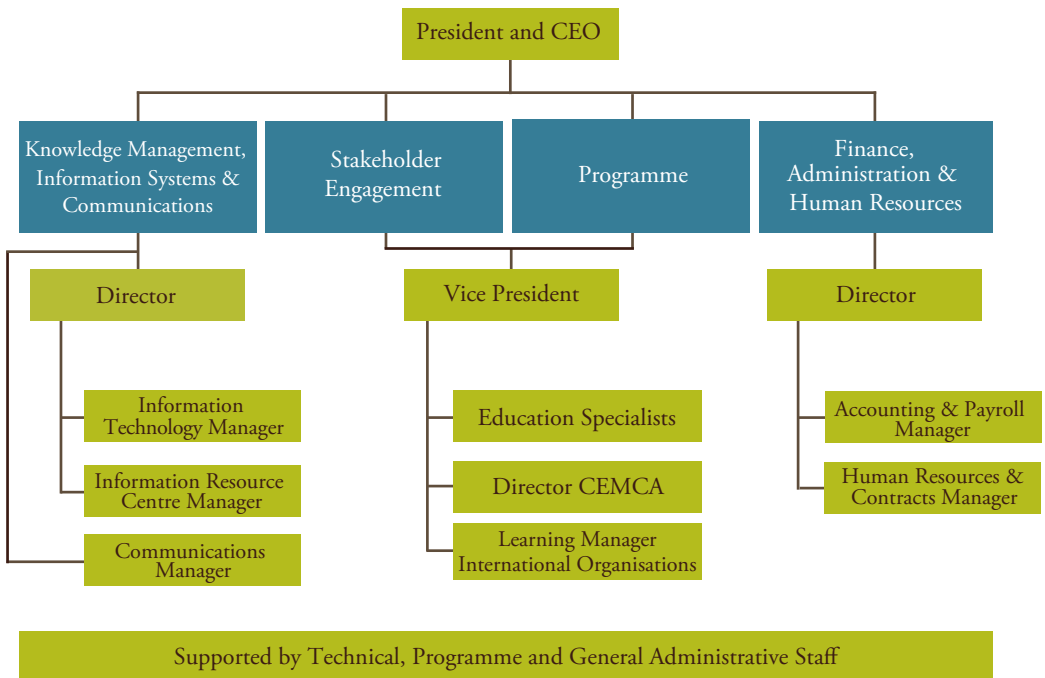 President and CEO
Knowledge Management,
Information Systems &
Communications
Stakeholder
Engagement
Programme
Finance,
Administration &
Human Resources
Director
Vice President
Director
Information
Technology Manager
Information Resource
Centre Manager
Communications
Manager
Education Specialists
Director CEMCA
Learning Manager
International Organisations
Accounting & Payroll
Manager
Human Resources &
Contracts Manager
Supported by Technical, Programme and General Administrative Staff